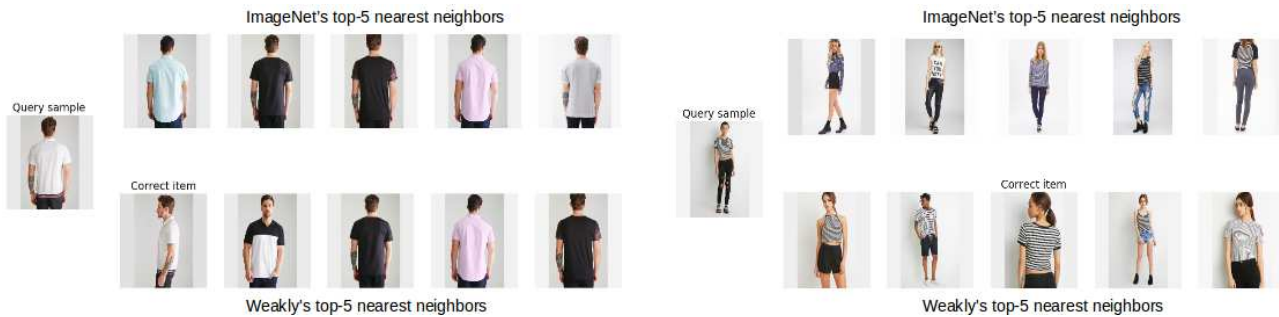 ImageNet's top-5 nearest neighbors
Query sample
Correct item
Weakly's top-5 nearest neighbors
ImageNet's top-5 nearest neighbors
Query sample
Correct item
Weakly's top-5 nearest neighbors